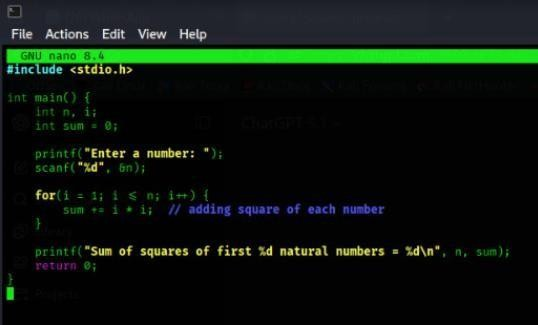 File Actions Edit View Help
GNU nano 8.4
#include <stdio.h>
int main() {
int n, i;
int sum = 0;
printf("Enter a number: ");
scanf("%d", &n);
for(i = 1; i <= n; i++) {
sum += i * i; // adding square of each number
}
printf("Sum of squares of first %d natural numbers = %d\n", n, sum);
return 0;
}